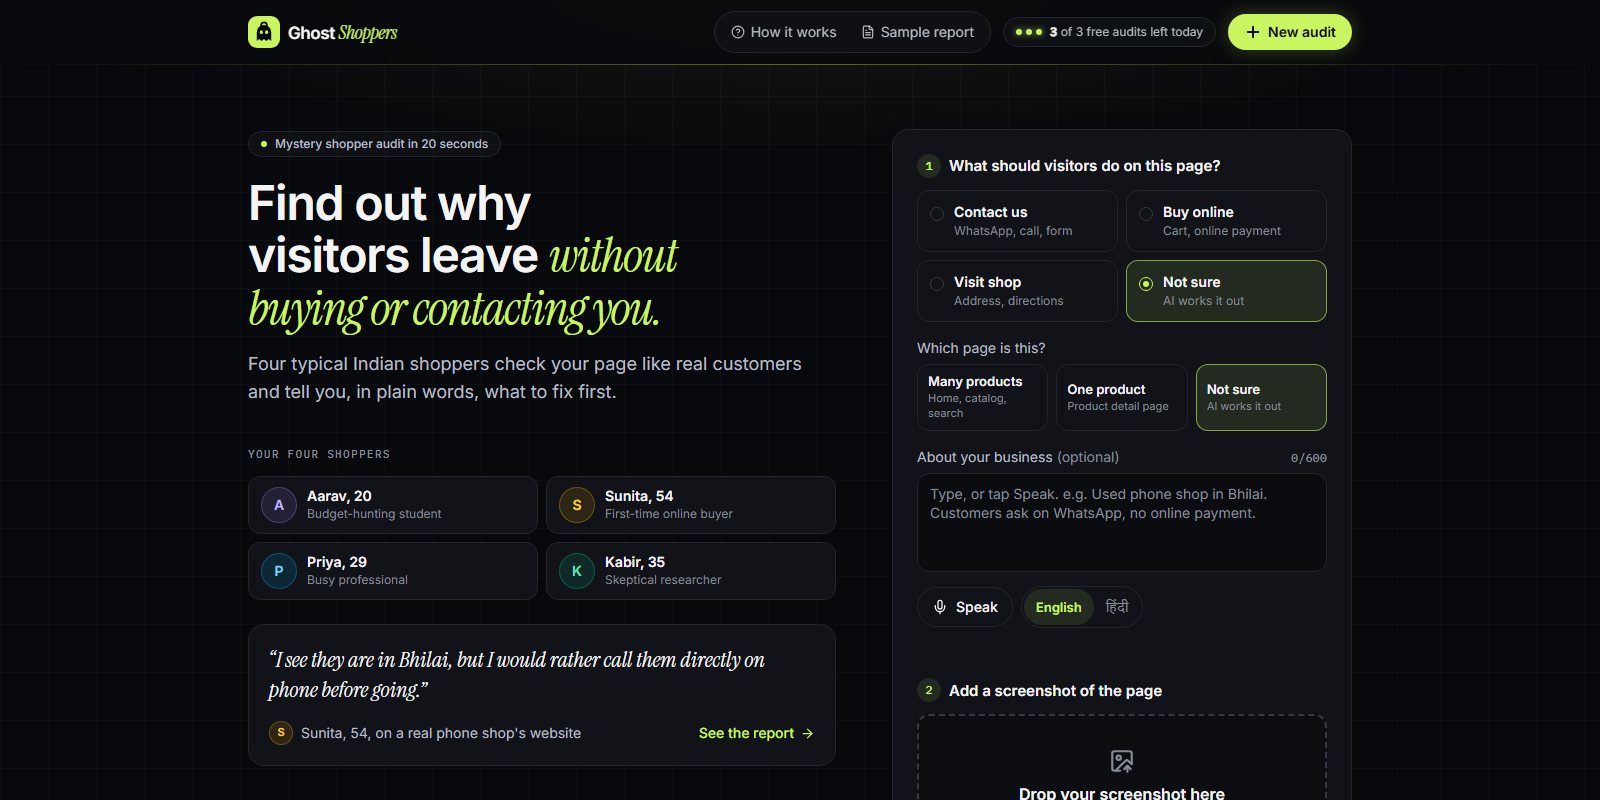 Ghost Shoppers
How it works
Sample report
3 of 3 free audits left today
New audit
Mystery shopper audit in 20 seconds
Find out why
visitors leave without
buying or contacting you.
Four typical Indian shoppers check your page like real customers
and tell you, in plain words, what to fix first.
YOUR FOUR SHOPPERS
A
Aarav, 20
Budget-hunting student
S
Sunita, 54
First-time online buyer
P
Priya, 29
Busy professional
K
Kabir, 35
Skeptical researcher
“I see they are in Bhilai, but I would rather call them directly on
phone before going.”
S
Sunita, 54, on a real phone shop's website
See the report
1
What should visitors do on this page?
Contact us
WhatsApp, call, form
Buy online
Cart, online payment
Visit shop
Address, directions
Not sure
AI works it out
Which page is this?
Many products
Home, catalog,
search
One product
Product detail page
Not sure
AI works it out
About your business (optional)
0/600
Type, or tap Speak. e.g. Used phone shop in Bhilai.
Customers ask on WhatsApp, no online payment.
Speak
English
हिंदी
2
Add a screenshot of the page
Drop your screenshot here